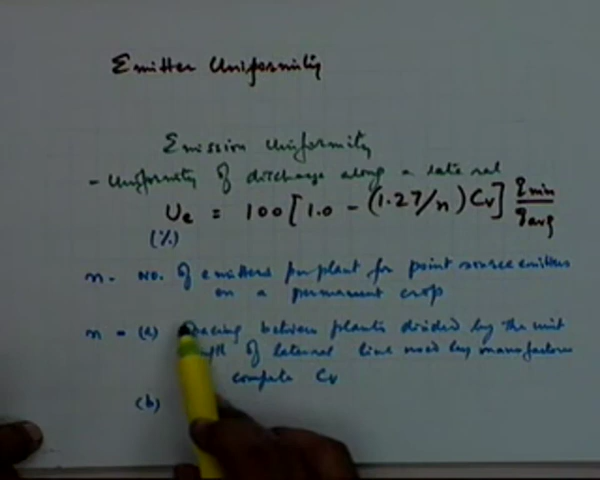 Emitter Uniformity
Emission Uniformity
- Uniformity of discharge along a lateral
Ue = 100 [1.0 - (1.27/n) Cv] qmin/qavg
(%)
n - No. of emitters per plant for point source emitters
on a permanent crop
n = (a) spacing between plants divided by the unit
of lateral line used by manufacturer
compute Cv
(b)